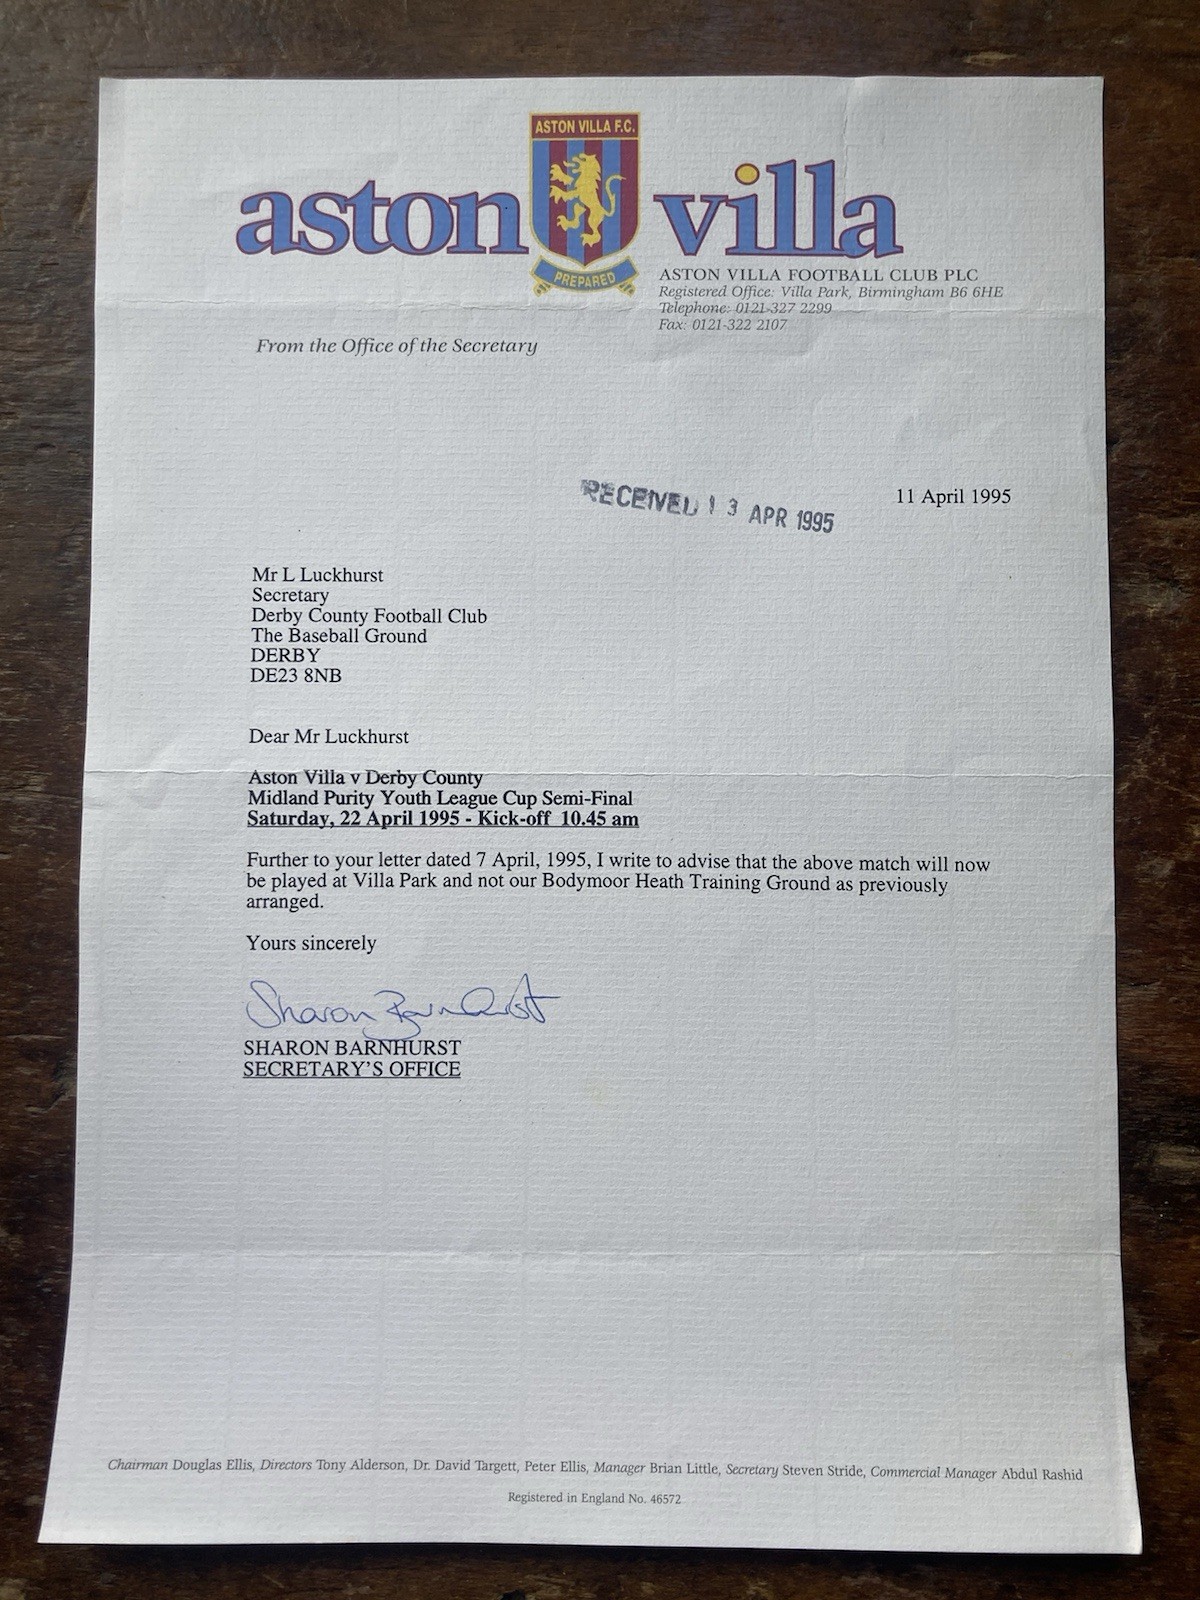 ASTON VILLA F.C.
aston villa
PREPARED
ASTON VILLA FOOTBALL CLUB PLC
Registered Office: Villa Park, Birmingham B6 6HE
Telephone: 0121-327 2299
Fax: 0121-322 2107
From the Office of the Secretary
RECEIVED 13 APR 1995
11 April 1995
Mr L Luckhurst
Secretary
Derby County Football Club
The Baseball Ground
DERBY
DE23 8NB
Dear Mr Luckhurst
Aston Villa v Derby County
Midland Purity Youth League Cup Semi-Final
Saturday, 22 April 1995 - Kick-off 10.45 am
Further to your letter dated 7 April, 1995, I write to advise that the above match will now
be played at Villa Park and not our Bodymoor Heath Training Ground as previously
arranged.
Yours sincerely
Sharon Barnhurst
SHARON BARNHURST
SECRETARY'S OFFICE
Chairman Douglas Ellis, Directors Tony Alderson, Dr. David Targett, Peter Ellis, Manager Brian Little, Secretary Steven Stride, Commercial Manager Abdul Rashid
Registered in England No. 46572